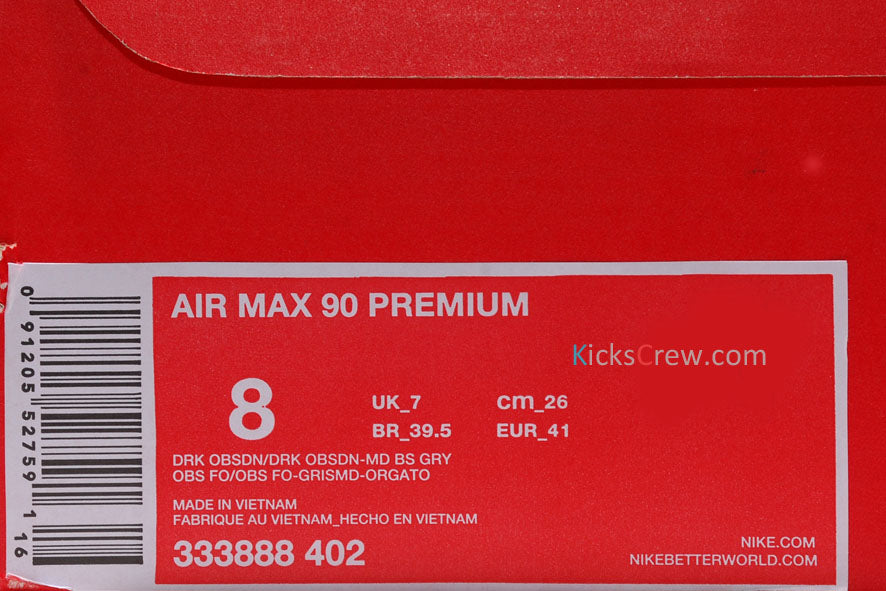 AIR MAX 90 PREMIUM
KicksCrew.com
8
UK_7 cm_26
BR_39.5 EUR_41
DRK OBSDN/DRK OBSDN-MD BS GRY
OBS FO/OBS FO-GRISMD-ORGATO
MADE IN VIETNAM
FABRIQUE AU VIETNAM_HECHO EN VIETNAM
333888 402
NIKE.COM
NIKEBETTERWORLD.COM
0 91205 52759 1 16